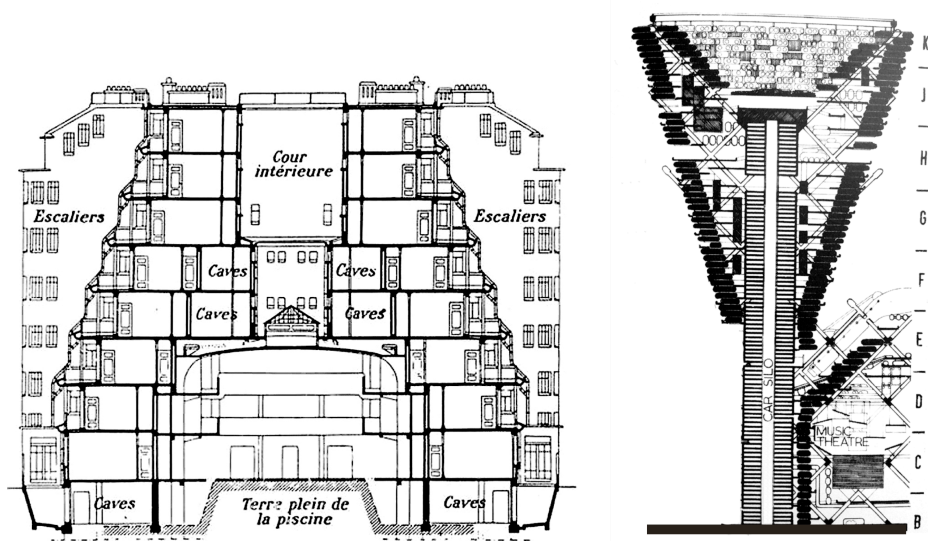 Cour
intérieure
Escaliers
Escaliers
Caves
Caves
Caves
Caves
Caves
Terre plein de
la piscine
Caves
K
J
H
G
F
E
D
C
B
CAR SILO
MUSIC
THEATRE